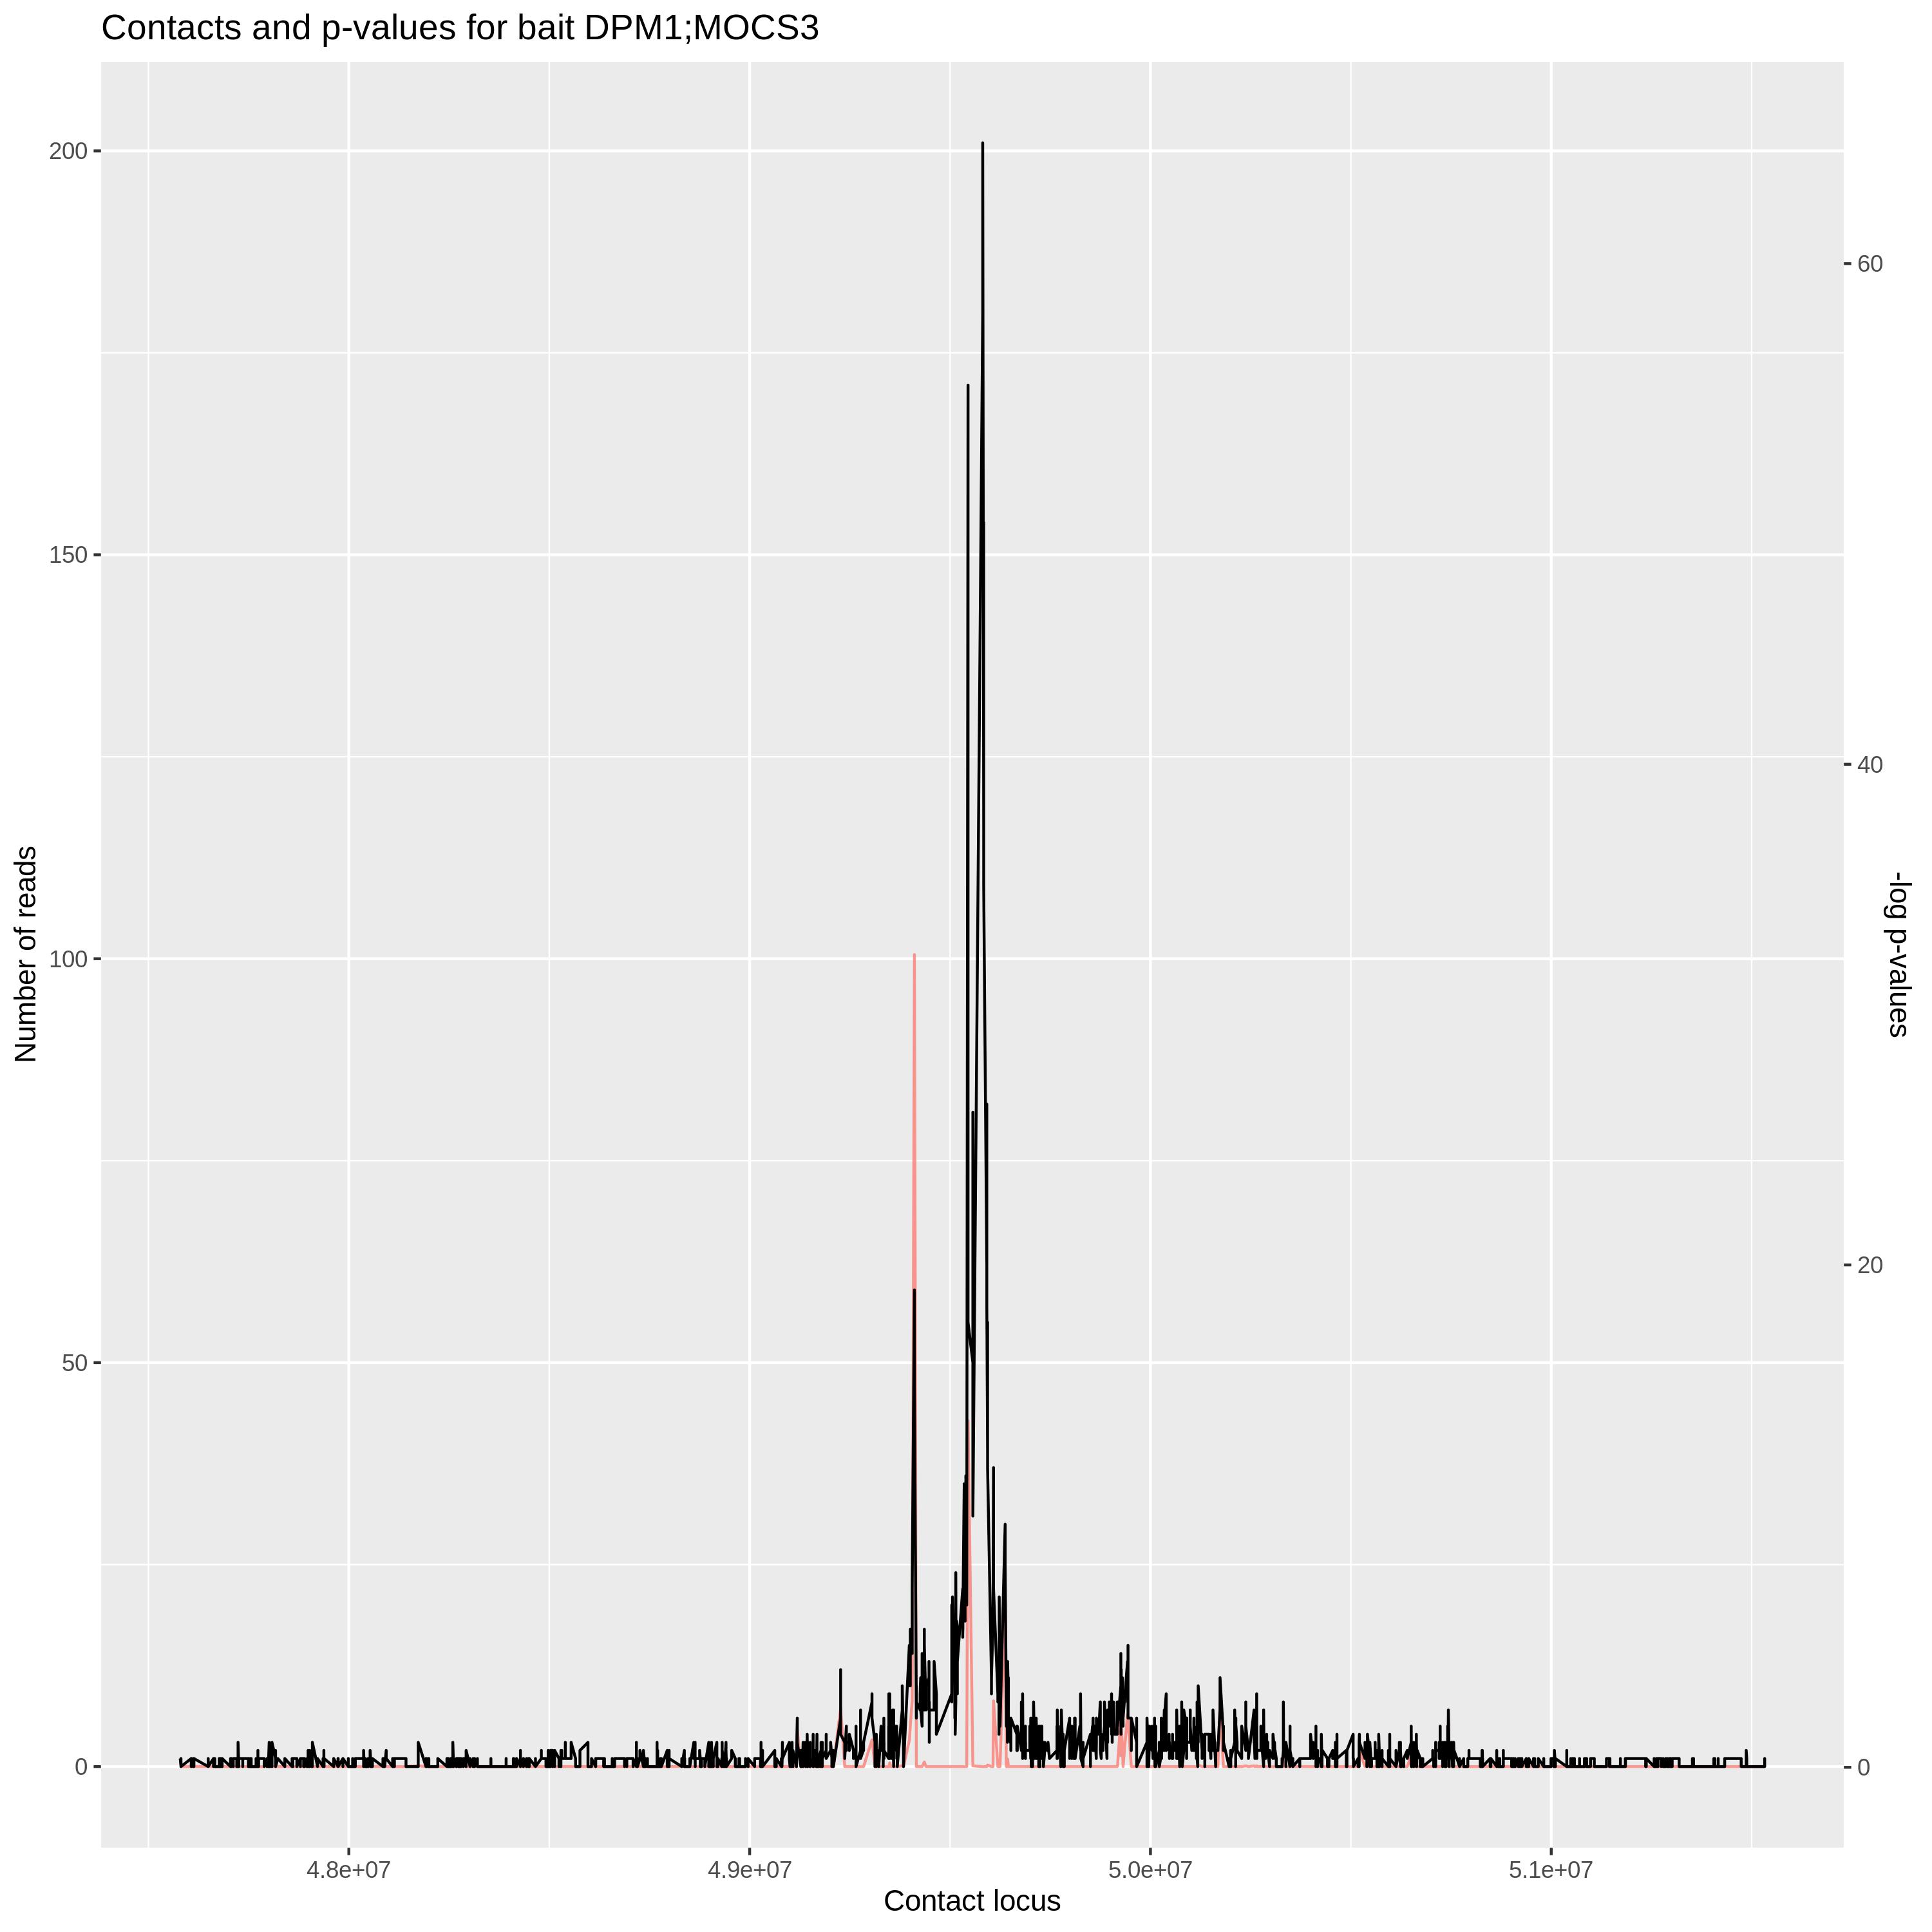 Contacts and p-values for bait DPM1;MOCS3
200
150
100
50
0
Number of reads
60
40
20
0
-log p-values
4.8e+07
4.9e+07
5.0e+07
5.1e+07
Contact locus